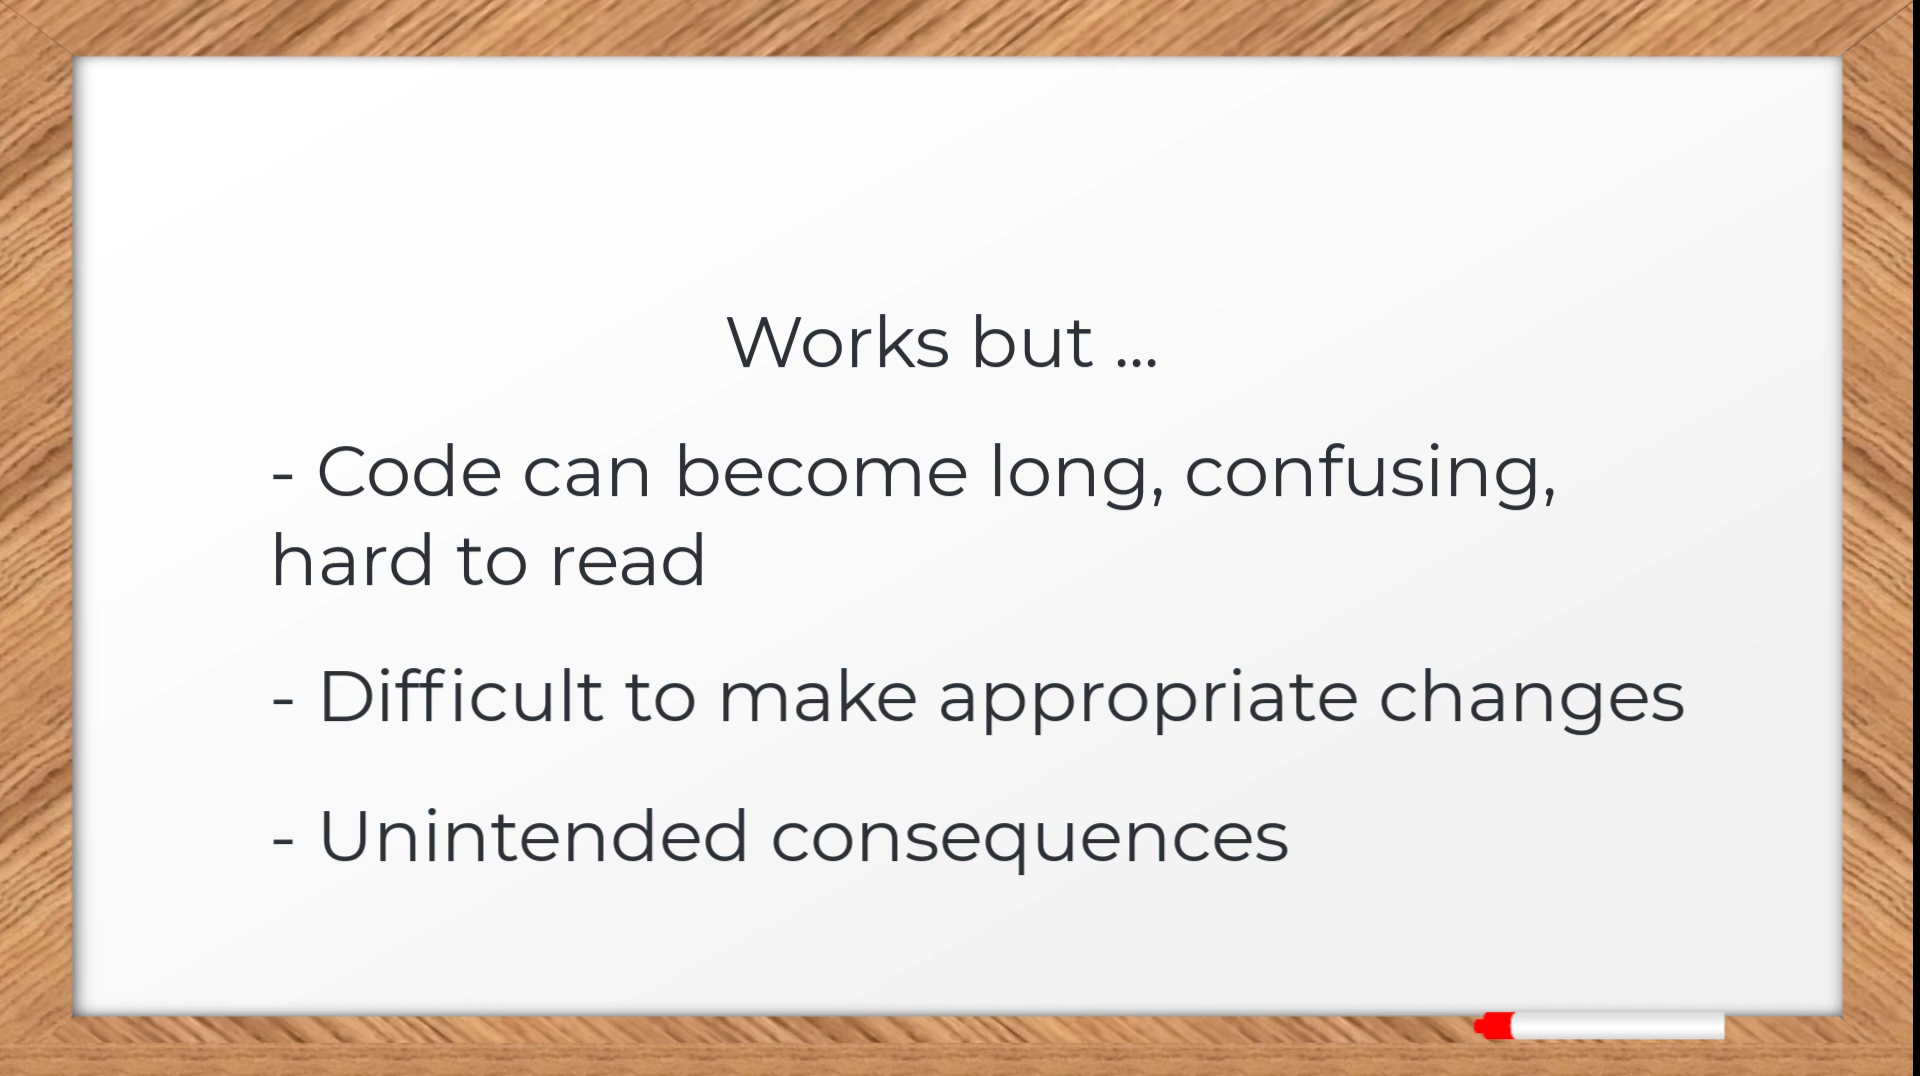 Works but ...
- Code can become long, confusing,
hard to read
- Difficult to make appropriate changes
- Unintended consequences